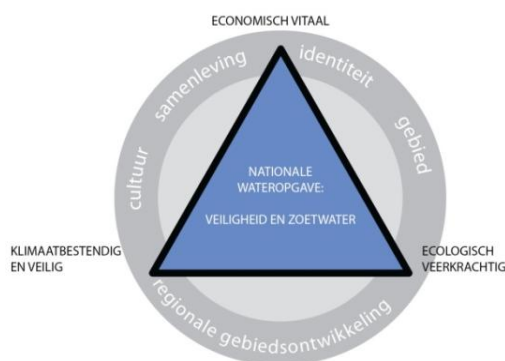 ECONOMISCH VITAAL
cultuur samenleving identiteit gebied
NATIONALE
WATEROPGAVE:
VEILIGHEID EN ZOETWATER
KLIMAATBESTENDIG
EN VEILIG
ECOLOGISCH
VEERKRACHTIG
regionale gebiedsontwikkeling